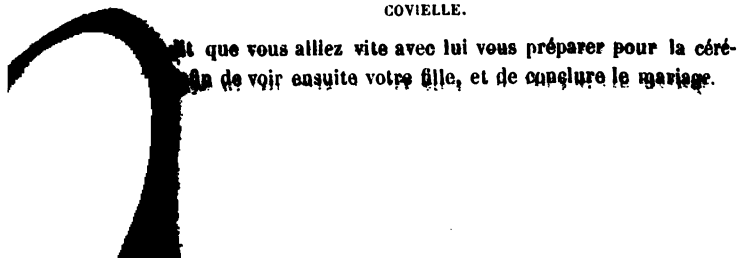 COVIELLE.
que vous alliez vite avec lui vous préparer pour la céré-
de voir ensuite votre fille, et de conclure le mariage.